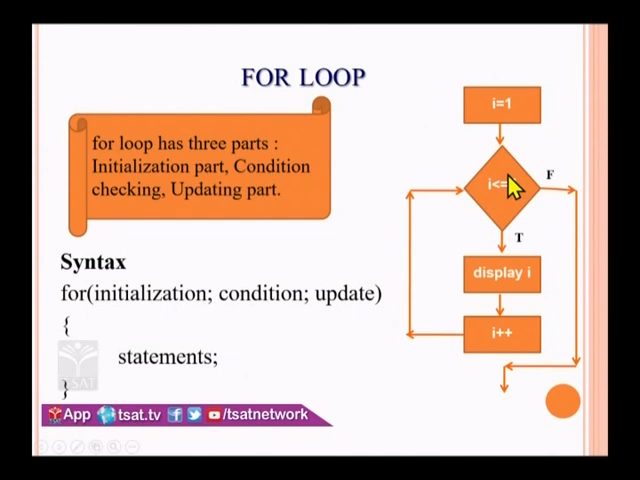 FOR LOOP
i=1
for loop has three parts :
Initialization part, Condition
checking, Updating part.
i<=
F
T
Syntax
for(initialization; condition; update)
display i
{
i++
statements;
TSAT
}
App tsat.tv /tsatnetwork